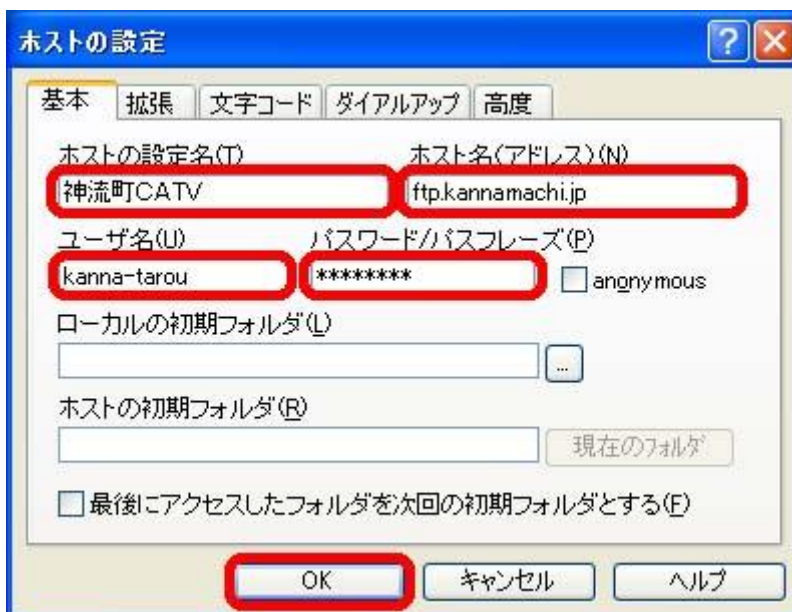 ホストの設定
基本 拡張 文字コード ダイアルアップ 高度
ホストの設定名(T) ホスト名(アドレス)(N)
神流町CATV ftp.kannamachi.jp
ユーザ名(U) パスワード/パスフレーズ(P)
kanna-tarou ******** anonymous
ローカルの初期フォルダ(L)
...
ホストの初期フォルダ(R)
現在のフォルダ
最後にアクセスしたフォルダを次回の初期フォルダとする(F)
OK キャンセル ヘルプ